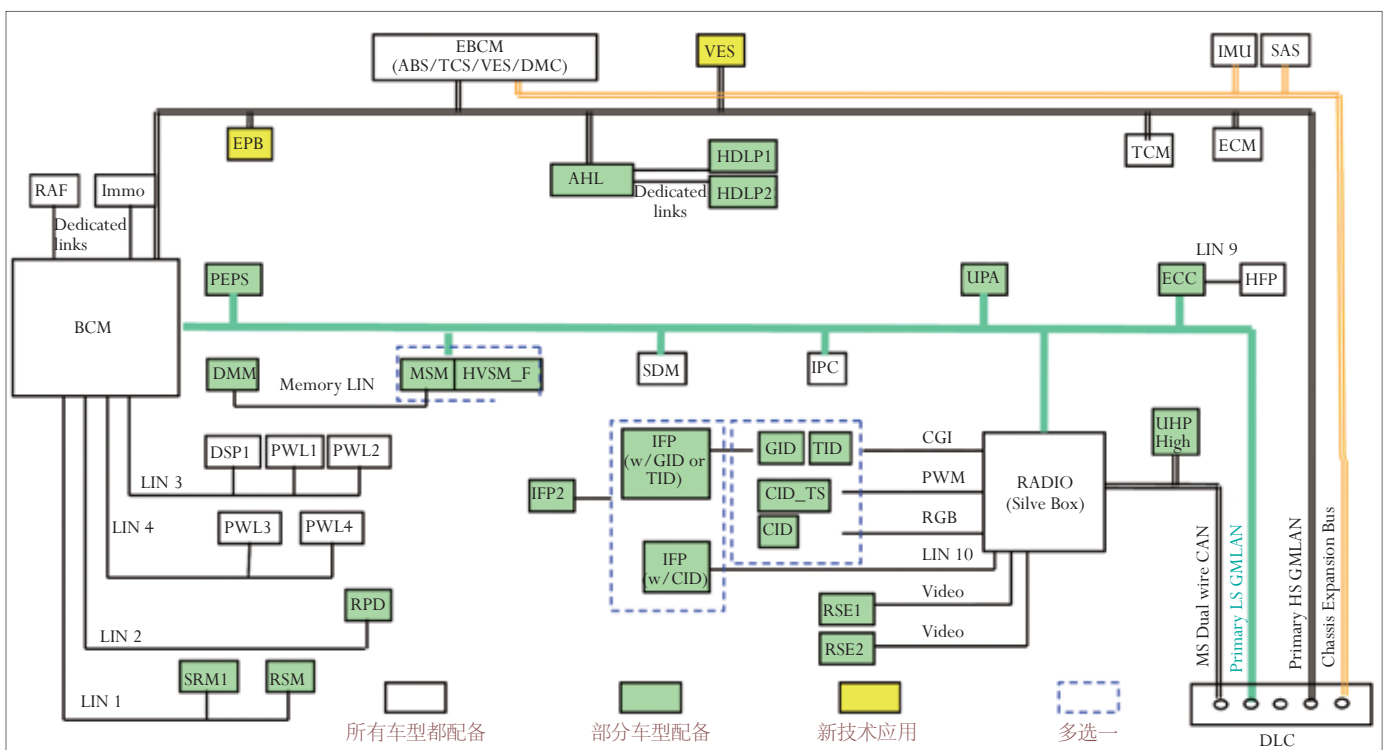 EBCM
(ABS/TCS/VES/DMC)
VES
IMU
SAS
EPB
AHL
HDLP1
HDLP2
Dedicated
links
TCM
ECM
RAF
Immo
Dedicated
links
BCM
PEPS
UPA
LIN 9
ECC
HFP
DMM
Memory LIN
MSM
HVSM_F
SDM
IPC
DSP1
PWL1
PWL2
LIN 3
PWL3
PWL4
LIN 4
RPD
LIN 2
SRM1
RSM
LIN 1
IFP2
IFP
(w/GID or
TID)
IFP
(w/CID)
GID
TID
CID_TS
CID
CGI
PWM
RGB
LIN 10
Video
Video
RSE1
RSE2
RADIO
(Silve Box)
UHP
High
MS Dual wire CAN
Primary LS GMLAN
Primary HS GMLAN
Chassis Expansion Bus
DLC
所有车型都配备
部分车型配备
新技术应用
多选一